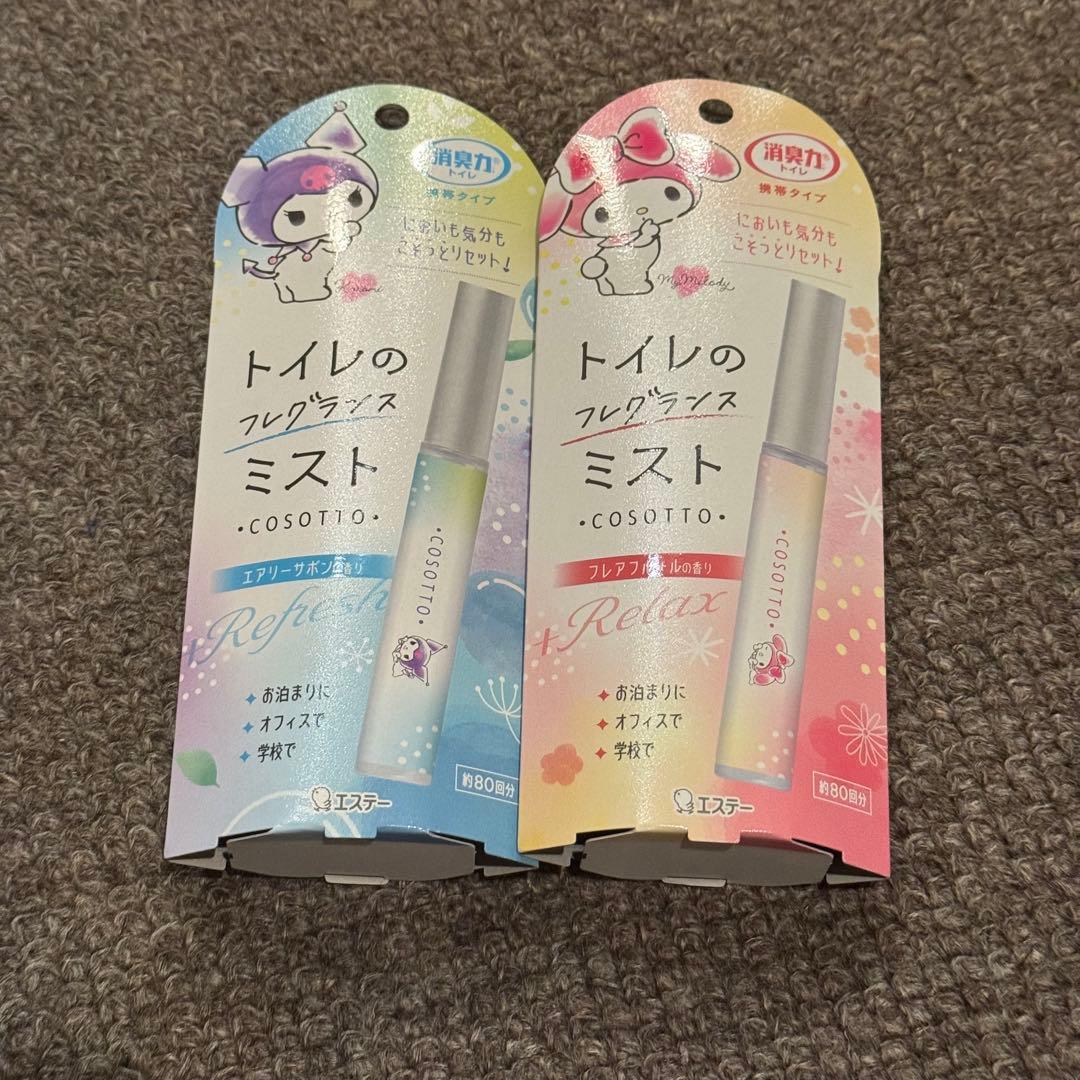 消臭力®
トイレ
携帯タイプ
においも気分も
こそっとリセット!
Kuromi
トイレの
フレグランス
ミスト
・COSOTTO・
エアリーサボンの香り
+Refresh
お泊まりに
オフィスで
学校で
・COSOTTO・
約80回分
エステー
消臭力®
トイレ
携帯タイプ
においも気分も
こそっとリセット!
MyMelody
トイレの
フレグランス
ミスト
・COSOTTO・
フレアフルールの香り
+Relax
お泊まりに
オフィスで
学校で
・COSOTTO・
約80回分
エステー